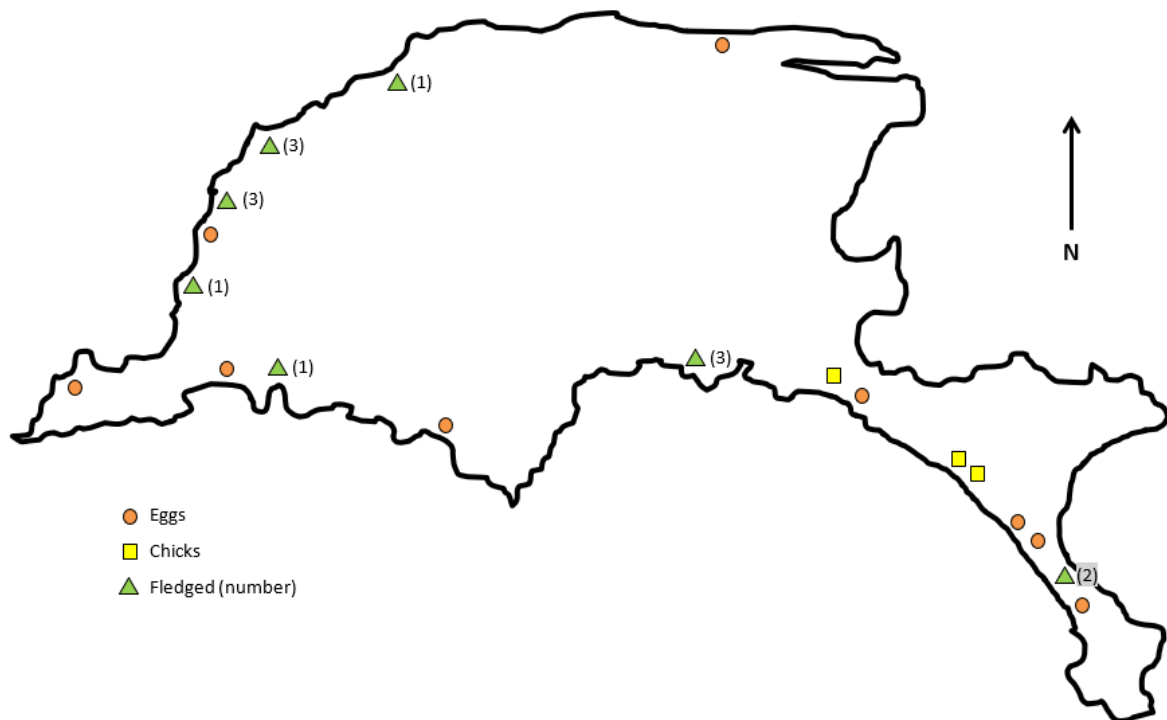 (1)
(3)
(3)
(1)
N
(1)
(3)
Eggs
Chicks
Fledged (number)
(2)